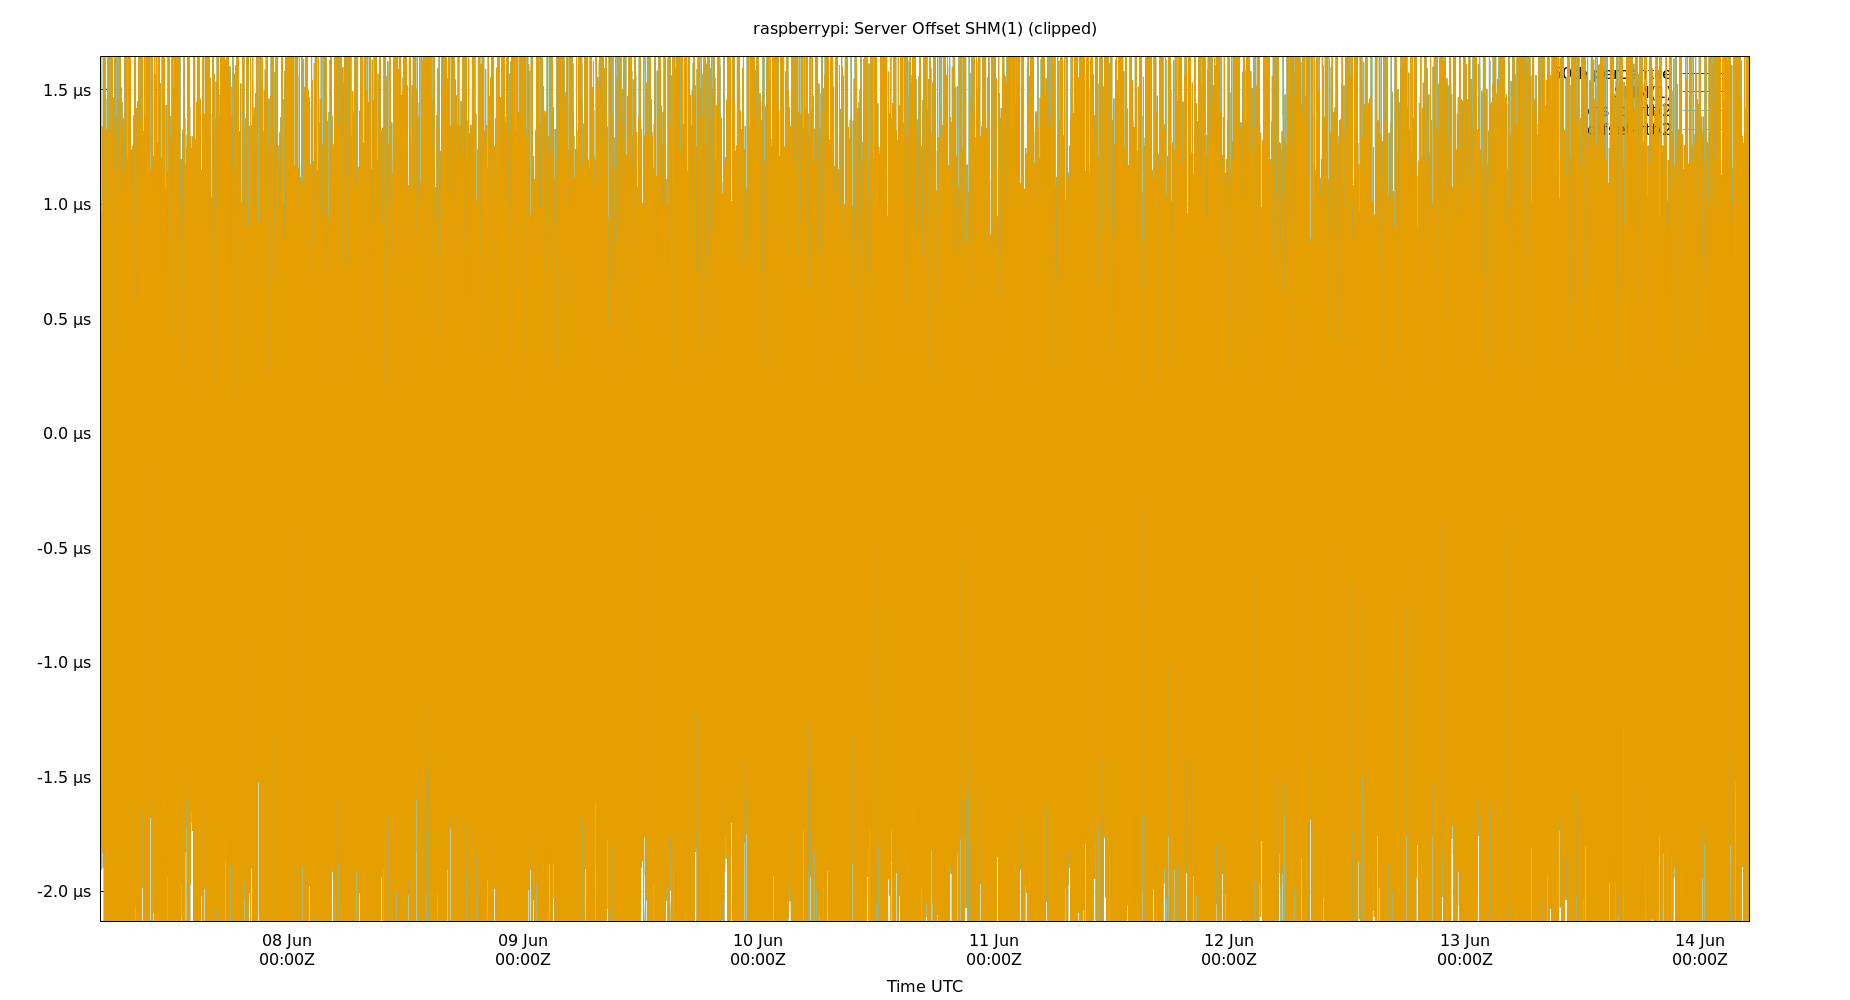 raspberrypi: Server Offset SHM(1) (clipped)
1.5 µs
1.0 µs
0.5 µs
0.0 µs
-0.5 µs
-1.0 µs
-1.5 µs
-2.0 µs
08 Jun 09 Jun 10 Jun 11 Jun 12 Jun 13 Jun 14 Jun
00:00Z 00:00Z 00:00Z 00:00Z 00:00Z 00:00Z 00:00Z
Time UTC